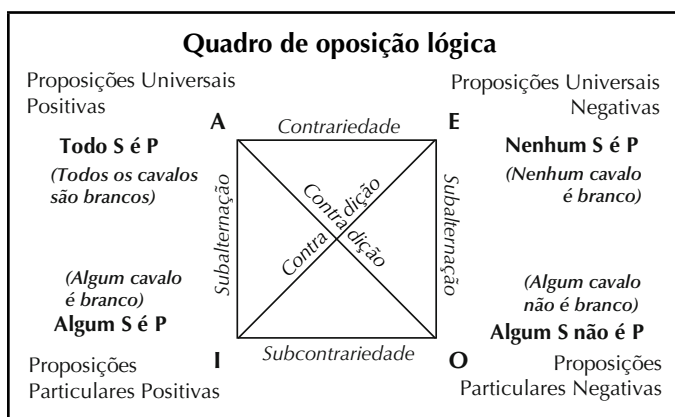 Quadro de oposição lógica
Proposições Universais
Positivas
Proposições Universais
Negativas
A
Contrariedade
E
Todo S é P
(Todos os cavalos
são brancos)
Nenhum S é P
(Nenhum cavalo
é branco)
Subalternação
Contradição
Contradição
Subalternação
(Algum cavalo
é branco)
Algum S é P
(Algum cavalo
não é branco)
Algum S não é P
I
Subcontrariedade
O
Proposições
Particulares Positivas
Proposições
Particulares Negativas